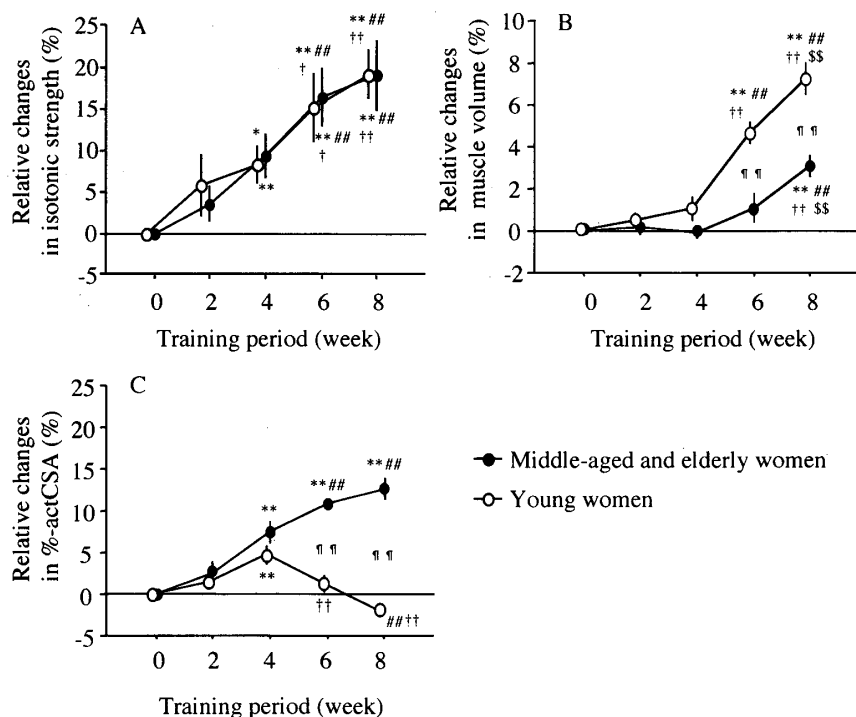 A
Relative changes
in isotonic strength (%)
25
20
15
10
5
0
-5
** ##
††
** ##
†
*
** ##
††
** ##
†
**
0 2 4 6 8
Training period (week)
B
Relative changes
in muscle volume (%)
10
8
6
4
2
0
-2
** ##
†† $$
** ##
††
¶ ¶
¶ ¶
** ##
†† $$
0 2 4 6 8
Training period (week)
C
Relative changes
in %-actCSA (%)
25
20
15
10
5
0
-5
** ##
** ##
**
¶ ¶ ¶ ¶
**
††
## ††
0 2 4 6 8
Training period (week)
Middle-aged and elderly women
Young women